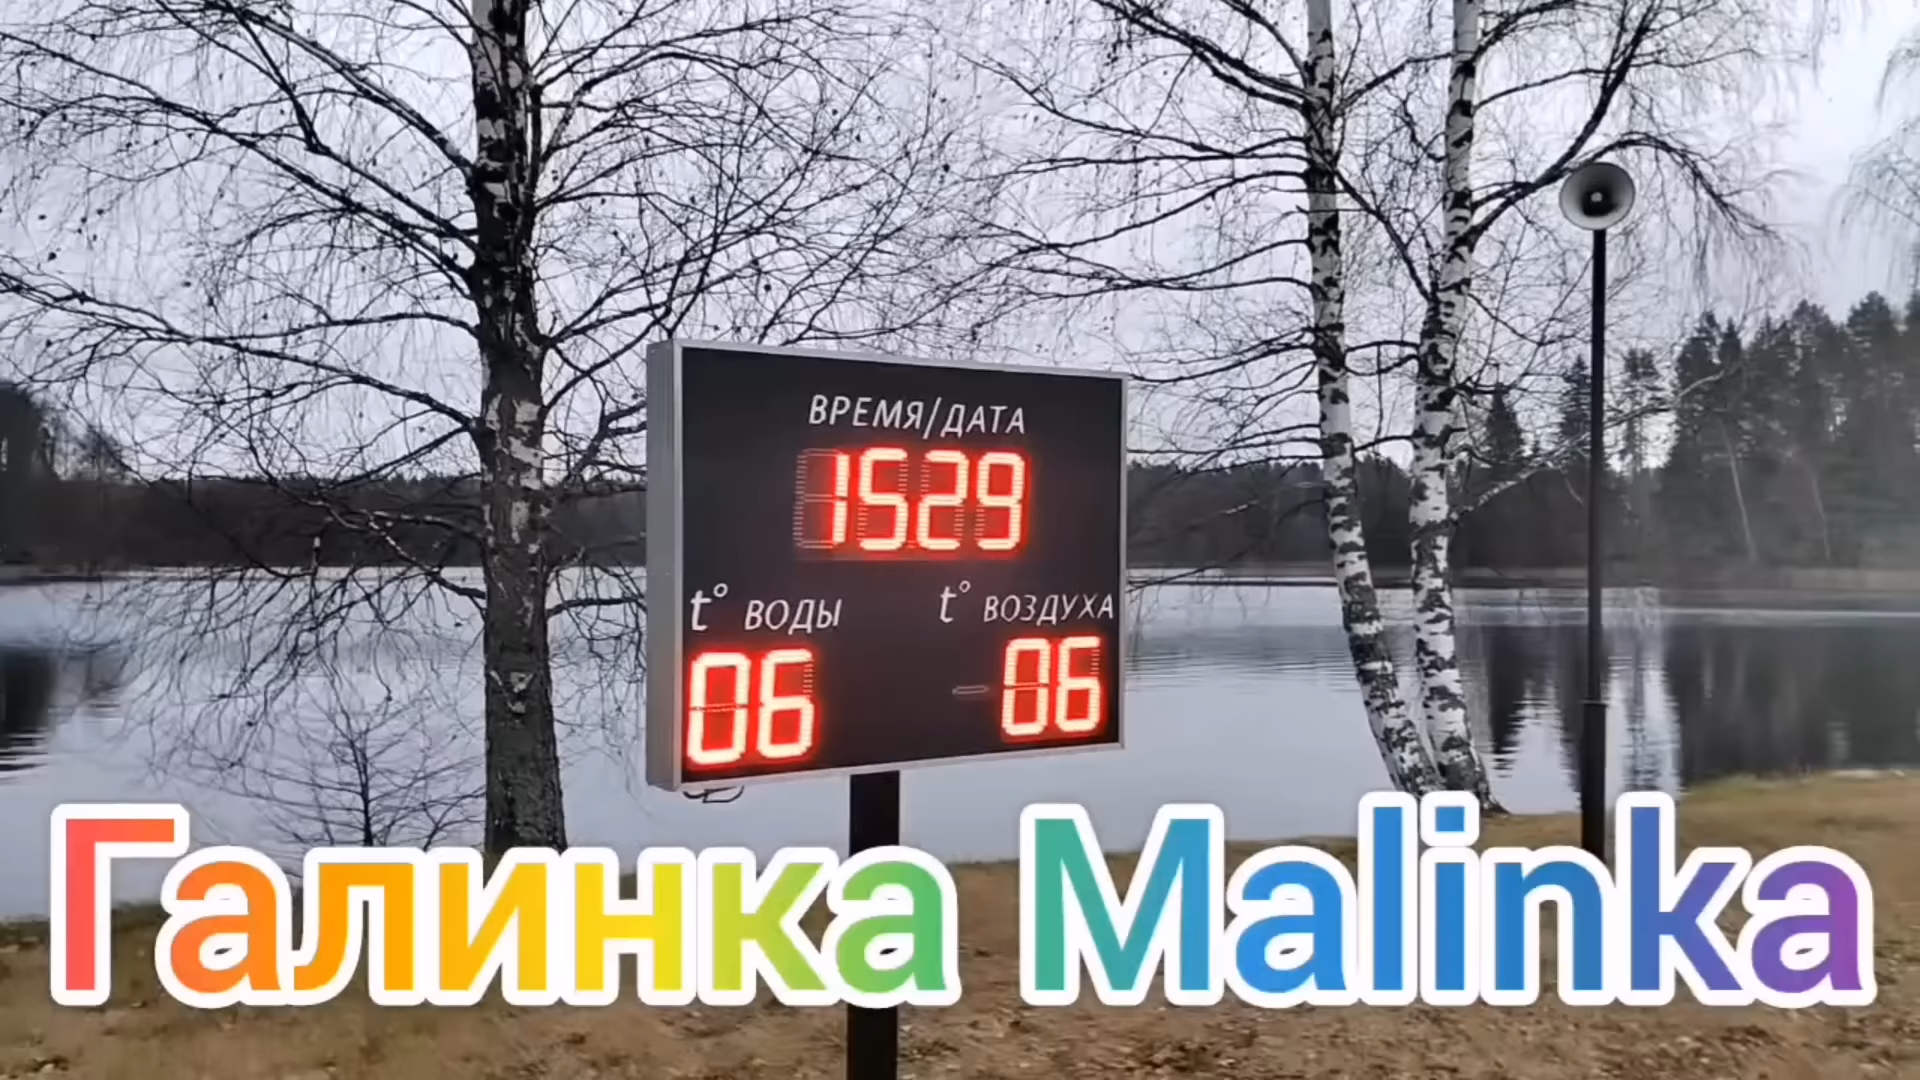 ВРЕМЯ/ДАТА
15.29
t° ВОДЫ
t° ВОЗДУХА
06
06
Галинка Malinka